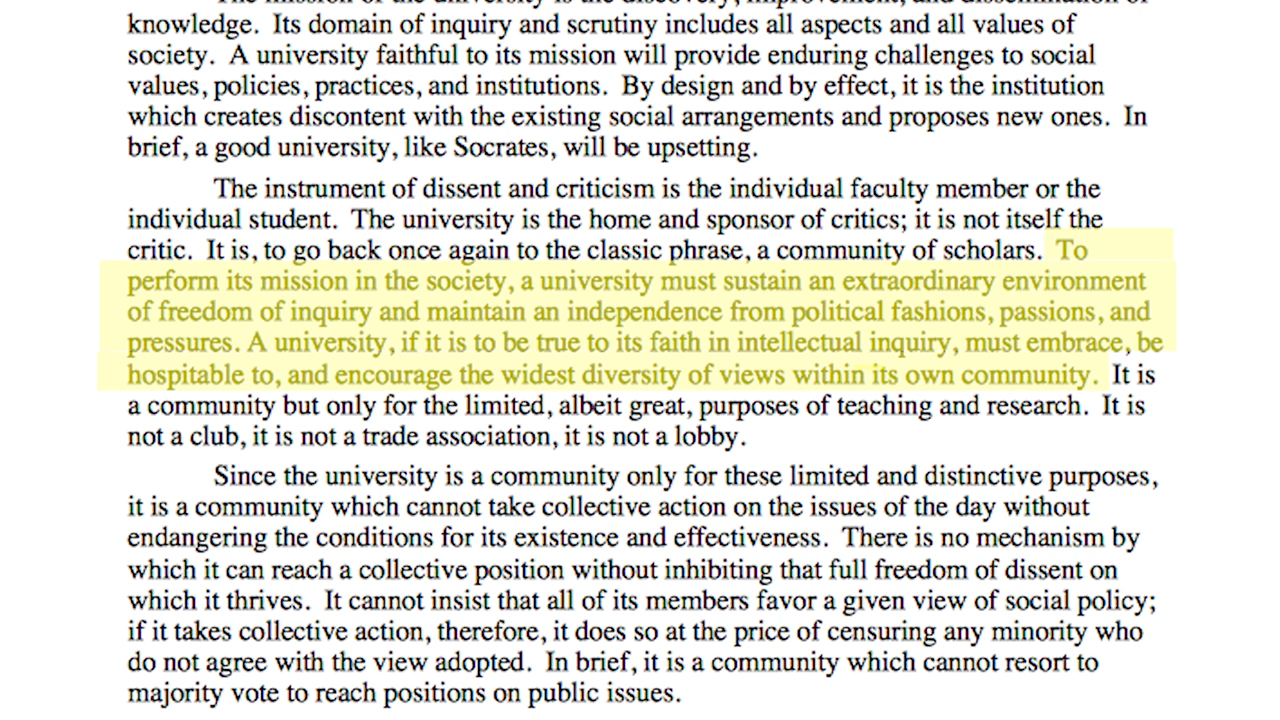 The mission of the university is the discovery, improvement, and dissemination of
knowledge. Its domain of inquiry and scrutiny includes all aspects and all values of
society. A university faithful to its mission will provide enduring challenges to social
values, policies, practices, and institutions. By design and by effect, it is the institution
which creates discontent with the existing social arrangements and proposes new ones. In
brief, a good university, like Socrates, will be upsetting.
The instrument of dissent and criticism is the individual faculty member or the
individual student. The university is the home and sponsor of critics; it is not itself the
critic. It is, to go back once again to the classic phrase, a community of scholars. To
perform its mission in the society, a university must sustain an extraordinary environment
of freedom of inquiry and maintain an independence from political fashions, passions, and
pressures. A university, if it is to be true to its faith in intellectual inquiry, must embrace, be
hospitable to, and encourage the widest diversity of views within its own community. It is
a community but only for the limited, albeit great, purposes of teaching and research. It is
not a club, it is not a trade association, it is not a lobby.
Since the university is a community only for these limited and distinctive purposes,
it is a community which cannot take collective action on the issues of the day without
endangering the conditions for its existence and effectiveness. There is no mechanism by
which it can reach a collective position without inhibiting that full freedom of dissent on
which it thrives. It cannot insist that all of its members favor a given view of social policy;
if it takes collective action, therefore, it does so at the price of censuring any minority who
do not agree with the view adopted. In brief, it is a community which cannot resort to
majority vote to reach positions on public issues.